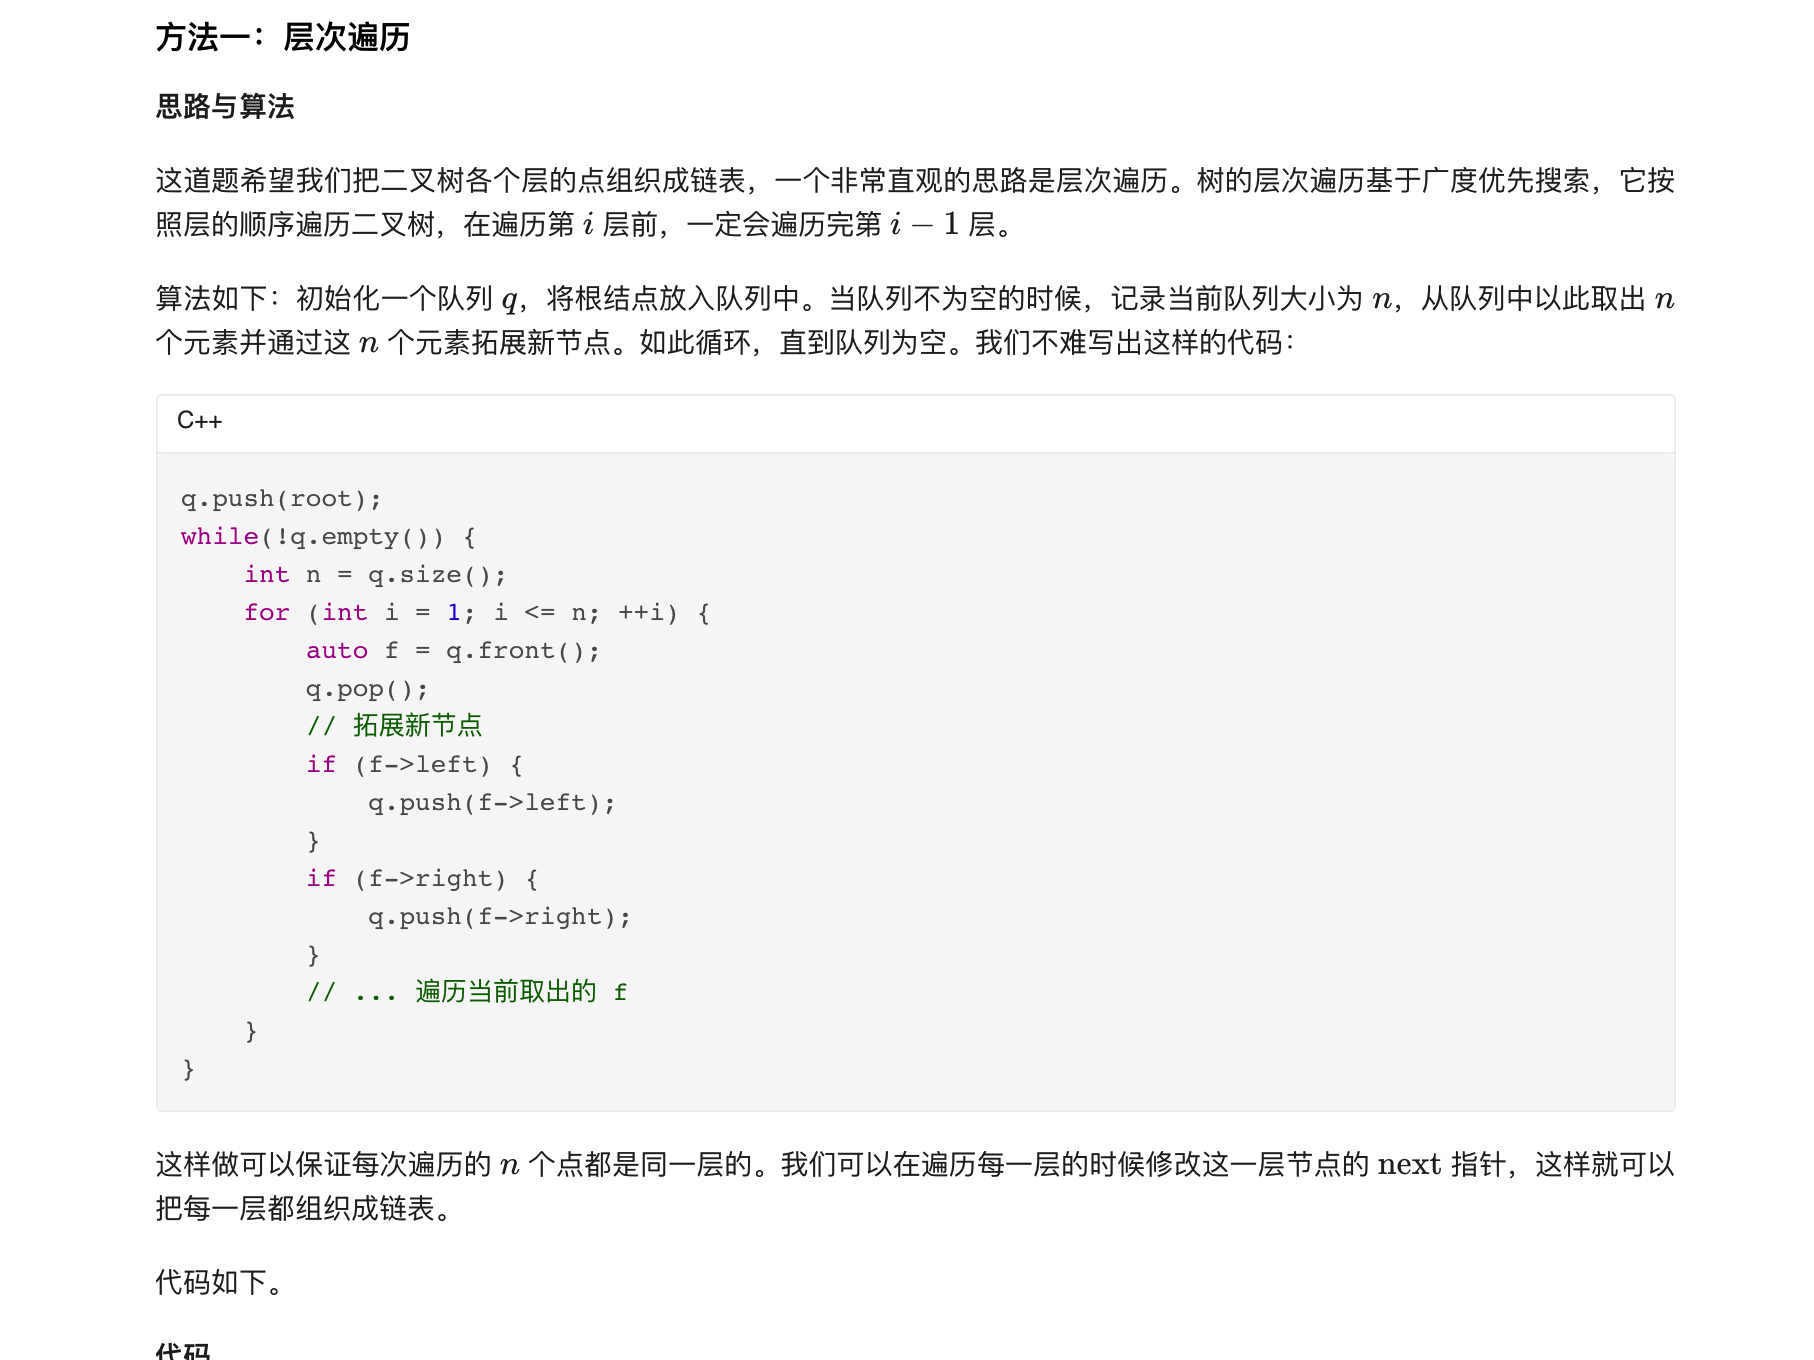 方法一：层次遍历
思路与算法
这道题希望我们把二叉树各个层的点组织成链表，一个非常直观的思路是层次遍历。树的层次遍历基于广度优先搜索，它按
照层的顺序遍历二叉树，在遍历第 i 层前，一定会遍历完第 i − 1 层。
算法如下：初始化一个队列 q，将根结点放入队列中。当队列不为空的时候，记录当前队列大小为 n，从队列中以此取出 n
个元素并通过这 n 个元素拓展新节点。如此循环，直到队列为空。我们不难写出这样的代码：
C++
q.push(root);
while(!q.empty()) {
    int n = q.size();
    for (int i = 1; i <= n; ++i) {
        auto f = q.front();
        q.pop();
        // 拓展新节点
        if (f->left) {
            q.push(f->left);
        }
        if (f->right) {
            q.push(f->right);
        }
        // ... 遍历当前取出的 f
    }
}
这样做可以保证每次遍历的 n 个点都是同一层的。我们可以在遍历每一层的时候修改这一层节点的 next 指针，这样就可以
把每一层都组织成链表。
代码如下。
代码